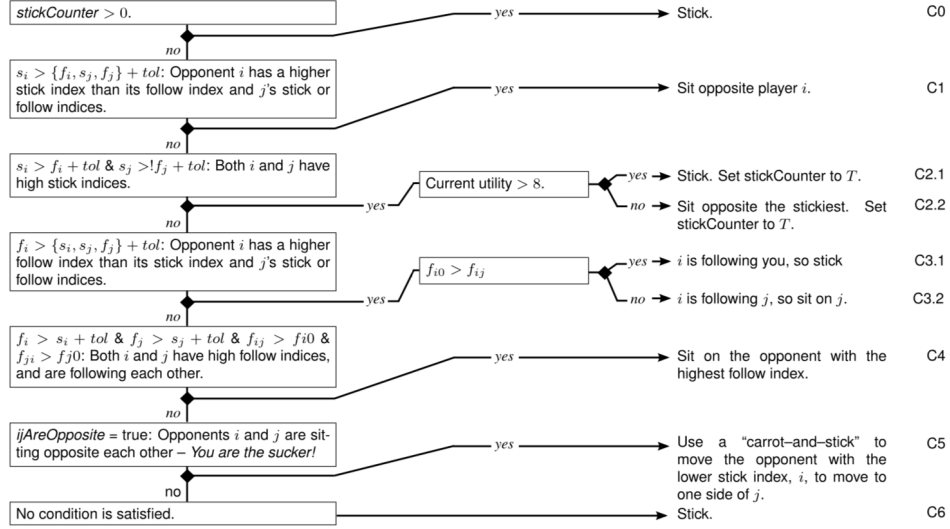 stickCounter > 0.
yes
Stick.
C0
no
s_i > {f_i, s_j, f_j} + tol: Opponent i has a higher
stick index than its follow index and j's stick or
follow indices.
yes
Sit opposite player i.
C1
no
s_i > f_i + tol & s_j >!f_j + tol: Both i and j have
high stick indices.
yes
Current utility > 8.
yes
Stick. Set stickCounter to T.
C2.1
no
Sit opposite the stickiest. Set
stickCounter to T.
C2.2
no
f_i > {s_i, s_j, f_j} + tol: Opponent i has a higher
follow index than its stick index and j's stick or
follow indices.
yes
f_{i0} > f_{ij}
yes
i is following you, so stick
C3.1
no
i is following j, so sit on j.
C3.2
no
f_i > s_i + tol & f_j > s_j + tol & f_{ij} > fi0 &
f_{ji} > fj0: Both i and j have high follow indices,
and are following each other.
yes
Sit on the opponent with the
highest follow index.
C4
no
ijAreOpposite = true: Opponents i and j are sit-
ting opposite each other – You are the sucker!
yes
Use a "carrot–and–stick" to
move the opponent with the
lower stick index, i, to move to
one side of j.
C5
no
No condition is satisfied.
Stick.
C6